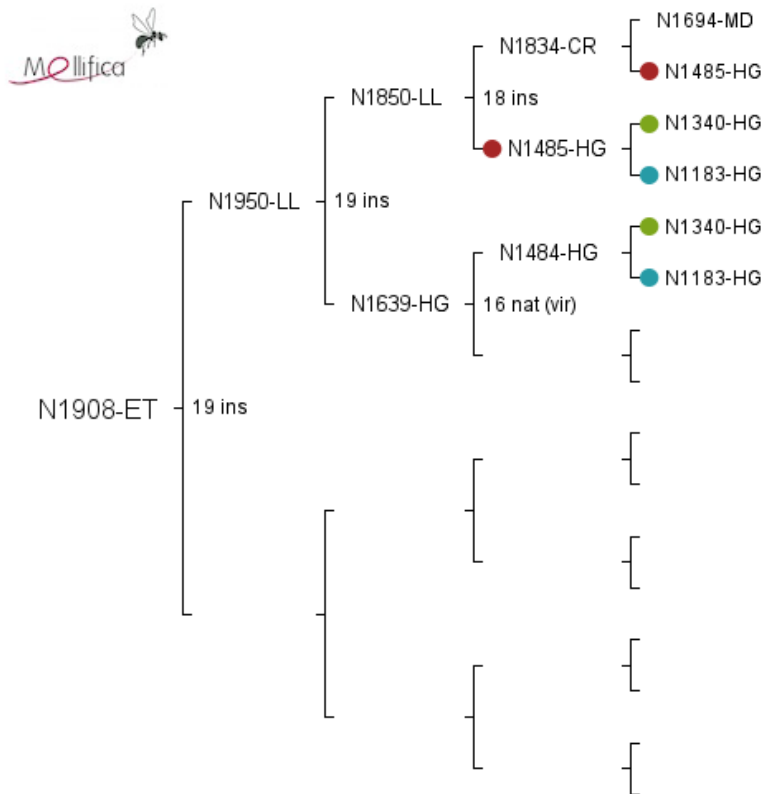 Mellifica
N1694-MD
N1834-CR
N1485-HG
N1850-LL
18 ins
N1340-HG
N1485-HG
N1183-HG
N1950-LL
19 ins
N1340-HG
N1484-HG
N1183-HG
N1639-HG
16 nat (vir)
N1908-ET
19 ins